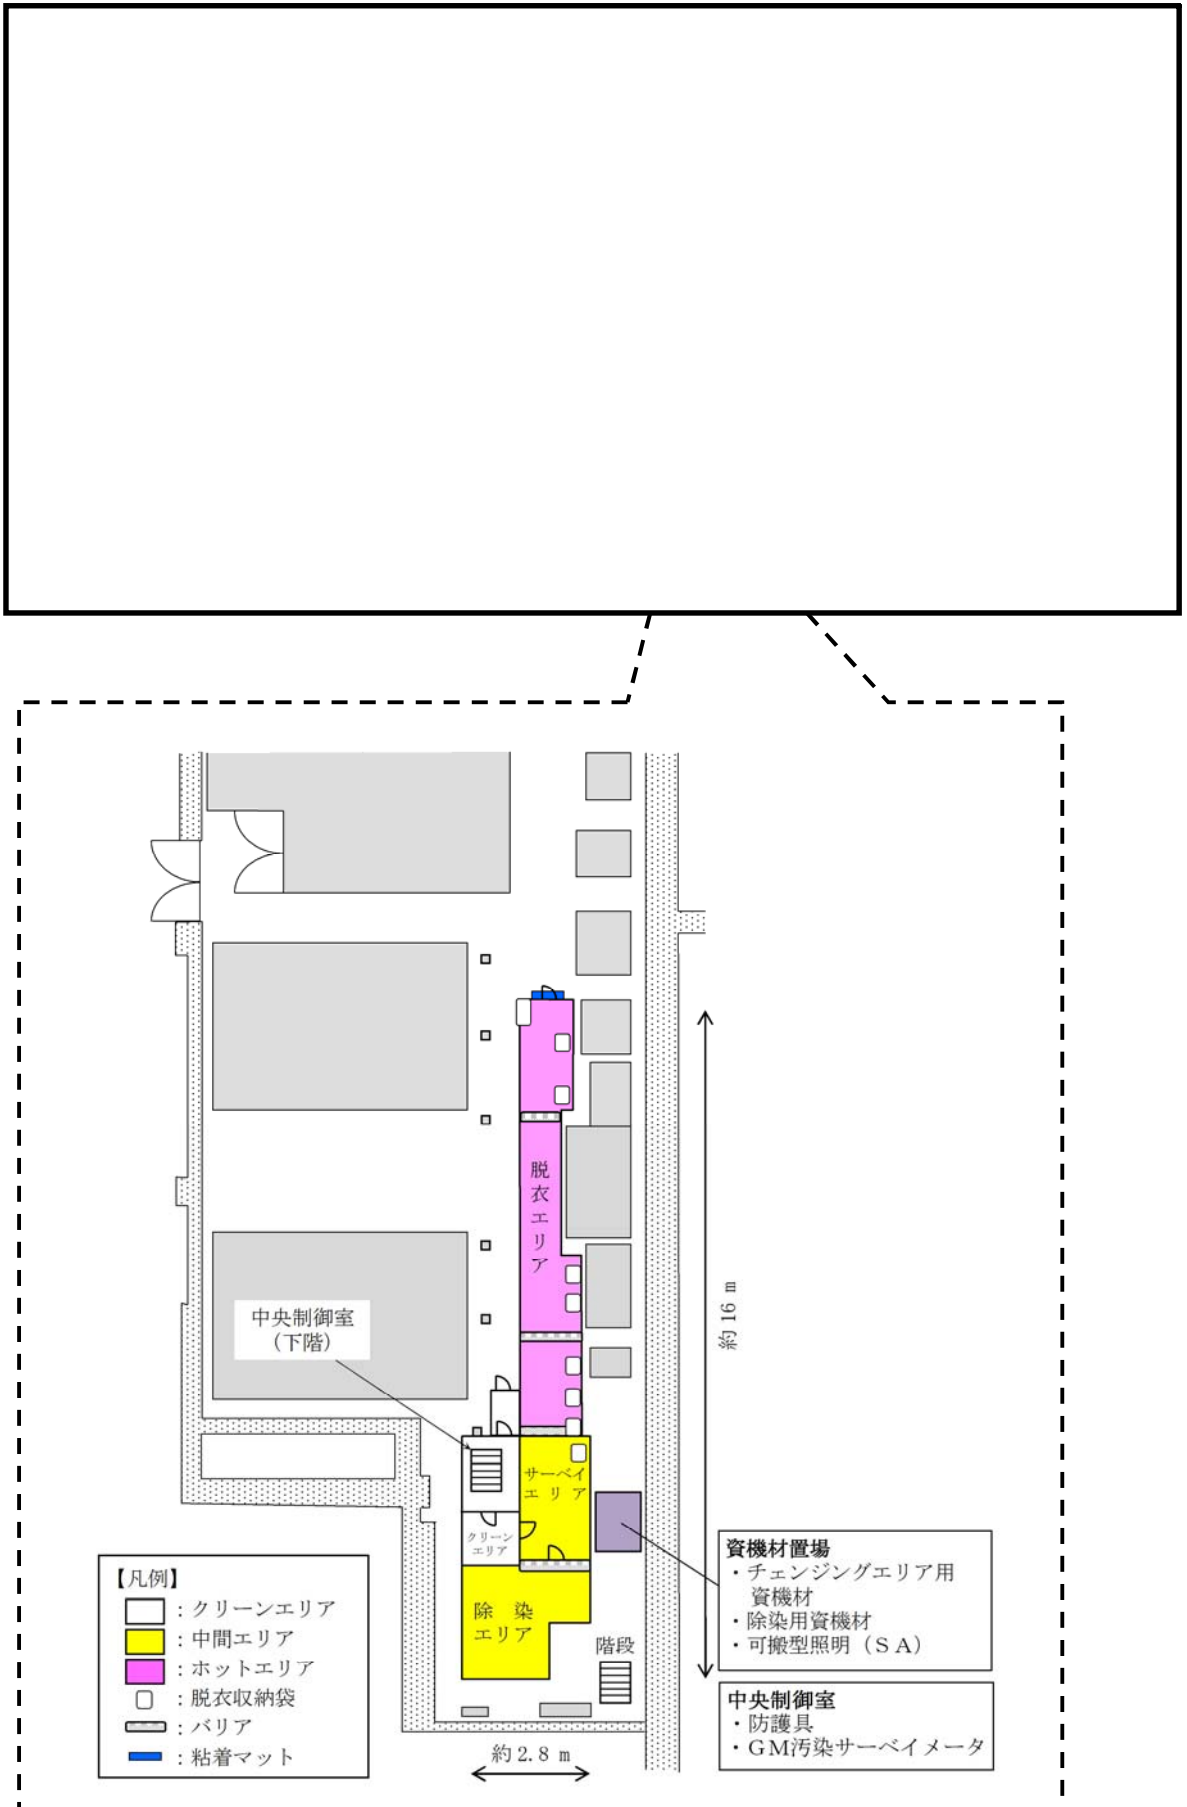 脱衣エリア
中央制御室
（下階）
約 16 m
サーベイ
エ リ ア
クリーン
エリア
除 染
エリア
階段
約 2.8 m
資機材置場
・チェンジングエリア用
資機材
・除染用資機材
・可搬型照明（ＳＡ）
中央制御室
・防護具
・ＧＭ汚染サーベイメータ
【凡例】
：クリーンエリア
：中間エリア
：ホットエリア
：脱衣収納袋
：バリア
：粘着マット